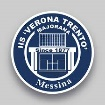 IIS "VERONA TRENTO"
MAJORANA
Since 1877
Messina